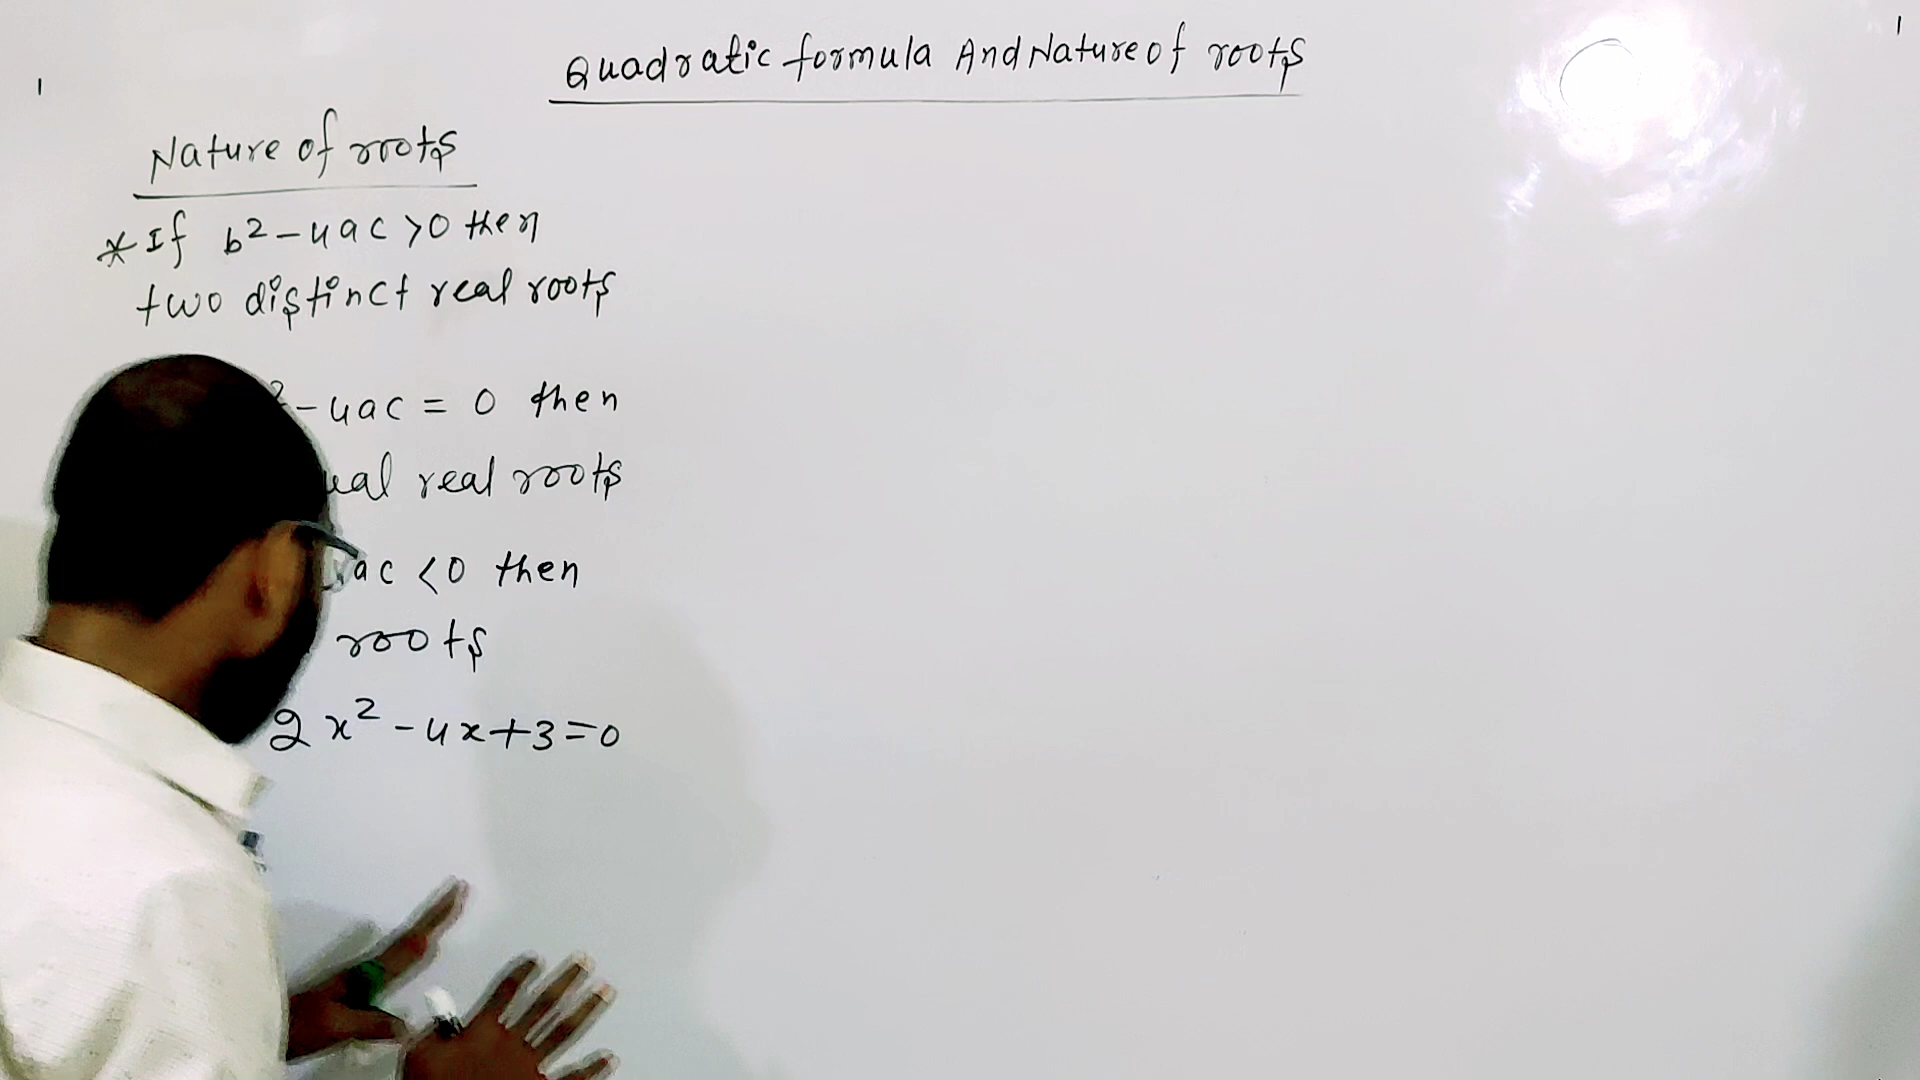 Quadratic formula And Nature of roots
Nature of roots
* If b² - 4ac > 0 then
two distinct real roots
² - 4ac = 0 then
real roots
ac < 0 then
roots
2x² - 4x + 3 = 0